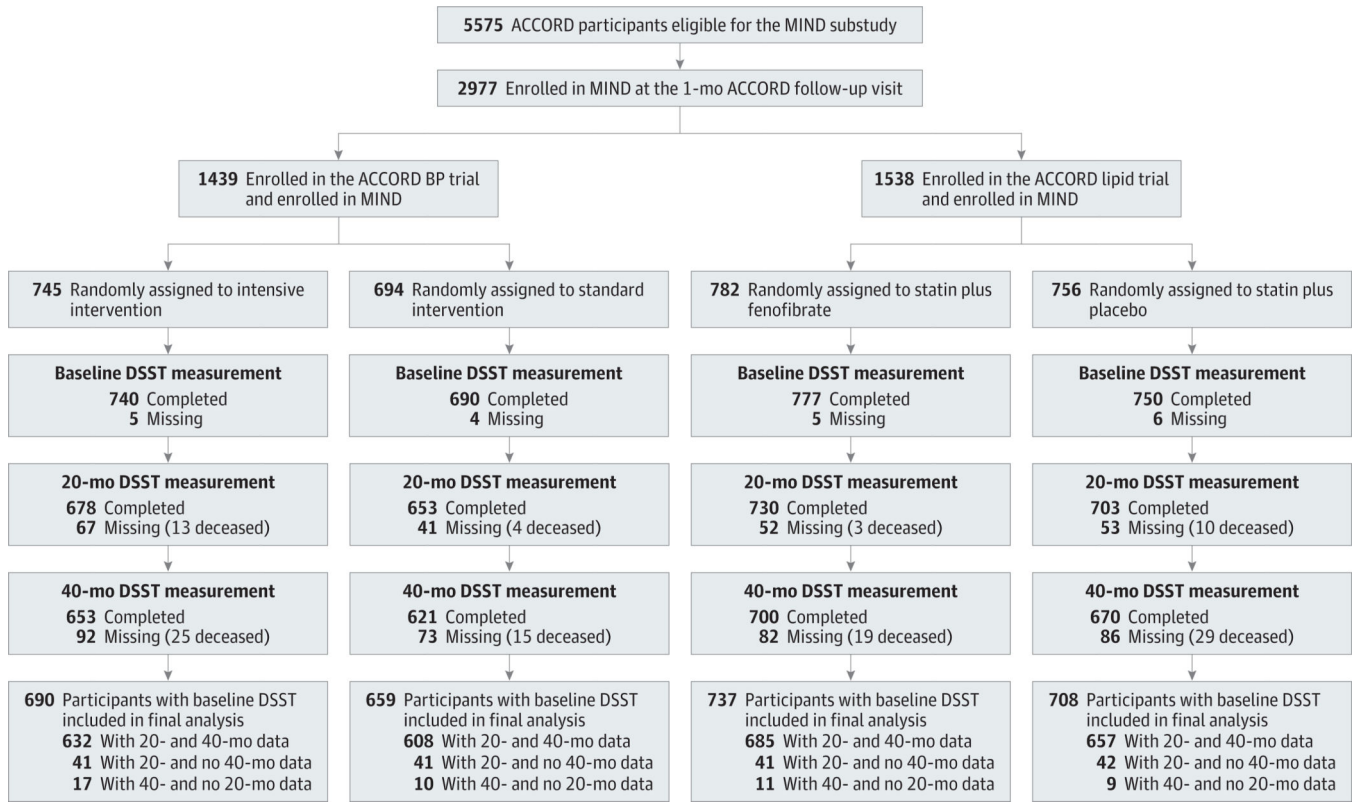 5575 ACCORD participants eligible for the MIND substudy
2977 Enrolled in MIND at the 1-mo ACCORD follow-up visit
1439 Enrolled in the ACCORD BP trial
and enrolled in MIND
1538 Enrolled in the ACCORD lipid trial
and enrolled in MIND
745 Randomly assigned to intensive
intervention
694 Randomly assigned to standard
intervention
782 Randomly assigned to statin plus
fenofibrate
756 Randomly assigned to statin plus
placebo
Baseline DSST measurement
740 Completed
5 Missing
Baseline DSST measurement
690 Completed
4 Missing
Baseline DSST measurement
777 Completed
5 Missing
Baseline DSST measurement
750 Completed
6 Missing
20-mo DSST measurement
678 Completed
67 Missing (13 deceased)
20-mo DSST measurement
653 Completed
41 Missing (4 deceased)
20-mo DSST measurement
730 Completed
52 Missing (3 deceased)
20-mo DSST measurement
703 Completed
53 Missing (10 deceased)
40-mo DSST measurement
653 Completed
92 Missing (25 deceased)
40-mo DSST measurement
621 Completed
73 Missing (15 deceased)
40-mo DSST measurement
700 Completed
82 Missing (19 deceased)
40-mo DSST measurement
670 Completed
86 Missing (29 deceased)
690 Participants with baseline DSST
included in final analysis
632 With 20- and 40-mo data
41 With 20- and no 40-mo data
17 With 40- and no 20-mo data
659 Participants with baseline DSST
included in final analysis
608 With 20- and 40-mo data
41 With 20- and no 40-mo data
10 With 40- and no 20-mo data
737 Participants with baseline DSST
included in final analysis
685 With 20- and 40-mo data
41 With 20- and no 40-mo data
11 With 40- and no 20-mo data
708 Participants with baseline DSST
included in final analysis
657 With 20- and 40-mo data
42 With 20- and no 40-mo data
9 With 40- and no 20-mo data